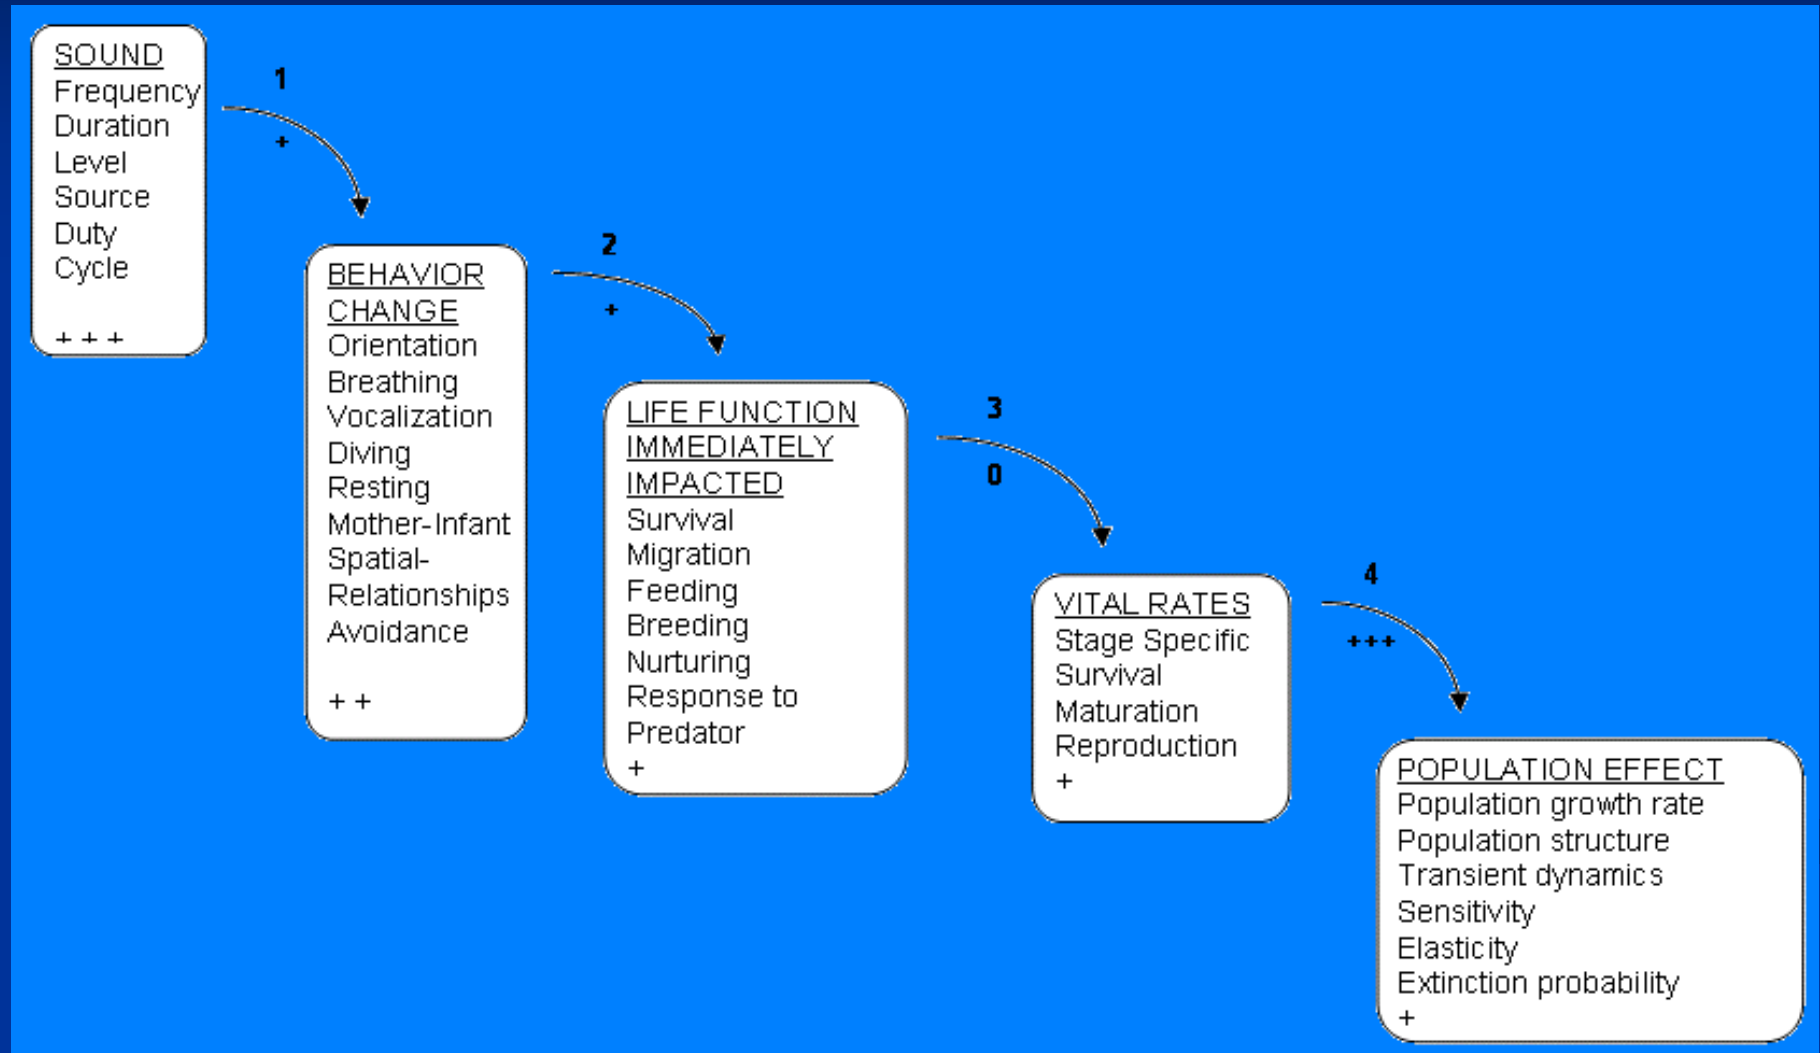 SOUND
Frequency
Duration
Level
Source
Duty
Cycle
+ + +
1
+
BEHAVIOR
CHANGE
Orientation
Breathing
Vocalization
Diving
Resting
Mother-Infant
Spatial-
Relationships
Avoidance
+ +
2
+
LIFE FUNCTION
IMMEDIATELY
IMPACTED
Survival
Migration
Feeding
Breeding
Nurturing
Response to
Predator
+
3
0
VITAL RATES
Stage Specific
Survival
Maturation
Reproduction
+
4
+++
POPULATION EFFECT
Population growth rate
Population structure
Transient dynamics
Sensitivity
Elasticity
Extinction probability
+